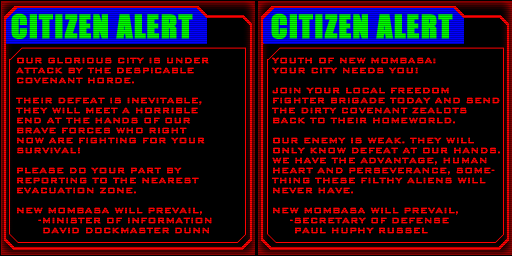 CITIZEN ALERT
OUR GLORIOUS CITY IS UNDER
ATTACK BY THE DESPICABLE
COVENANT HORDE.
THEIR DEFEAT IS INEVITABLE.
THEY WILL MEET A HORRIBLE
END AT THE HANDS OF OUR
BRAVE FORCES WHO RIGHT
NOW ARE FIGHTING FOR YOUR
SURVIVAL!
PLEASE DO YOUR PART BY
REPORTING TO THE NEAREST
EVACUATION ZONE.
NEW MOMBASA WILL PREVAIL,
-MINISTER OF INFORMATION
DAVID DOCKMASTER DUNN
CITIZEN ALERT
YOUTH OF NEW MOMBASA:
YOUR CITY NEEDS YOU!
JOIN YOUR LOCAL FREEDOM
FIGHTER BRIGADE TODAY AND SEND
THE DIRTY COVENANT ZEALOTS
BACK TO THEIR HOMEWORLD.
OUR ENEMY IS WEAK. THEY WILL
ONLY KNOW DEFEAT AT OUR HANDS.
WE HAVE THE ADVANTAGE, HUMAN
HEART AND PERSEVERANCE, SOME-
THING THESE FILTHY ALIENS WILL
NEVER HAVE.
NEW MOMBASA WILL PREVAIL,
-SECRETARY OF DEFENSE
PAUL HUPHY RUSSEL